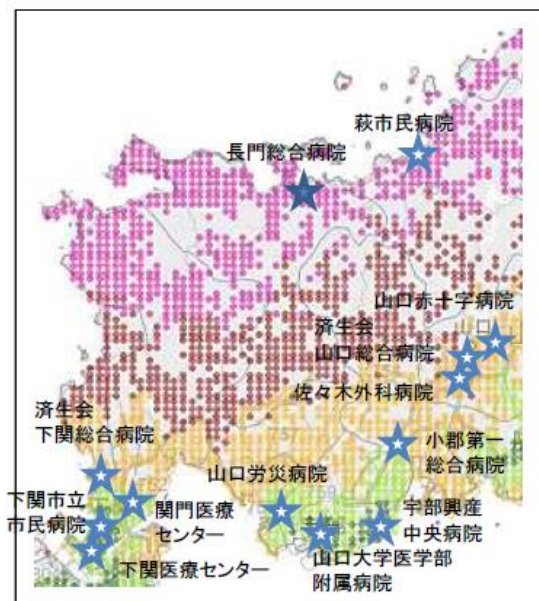 萩市民病院
長門総合病院
山口赤十字病院
済生会
山口総合病院
佐々木外科病院
済生会
下関総合病院
小郡第一
総合病院
山口労災病院
下関市立
市民病院
関門医療
センター
宇部興産
中央病院
下関医療センター
山口大学医学部
附属病院